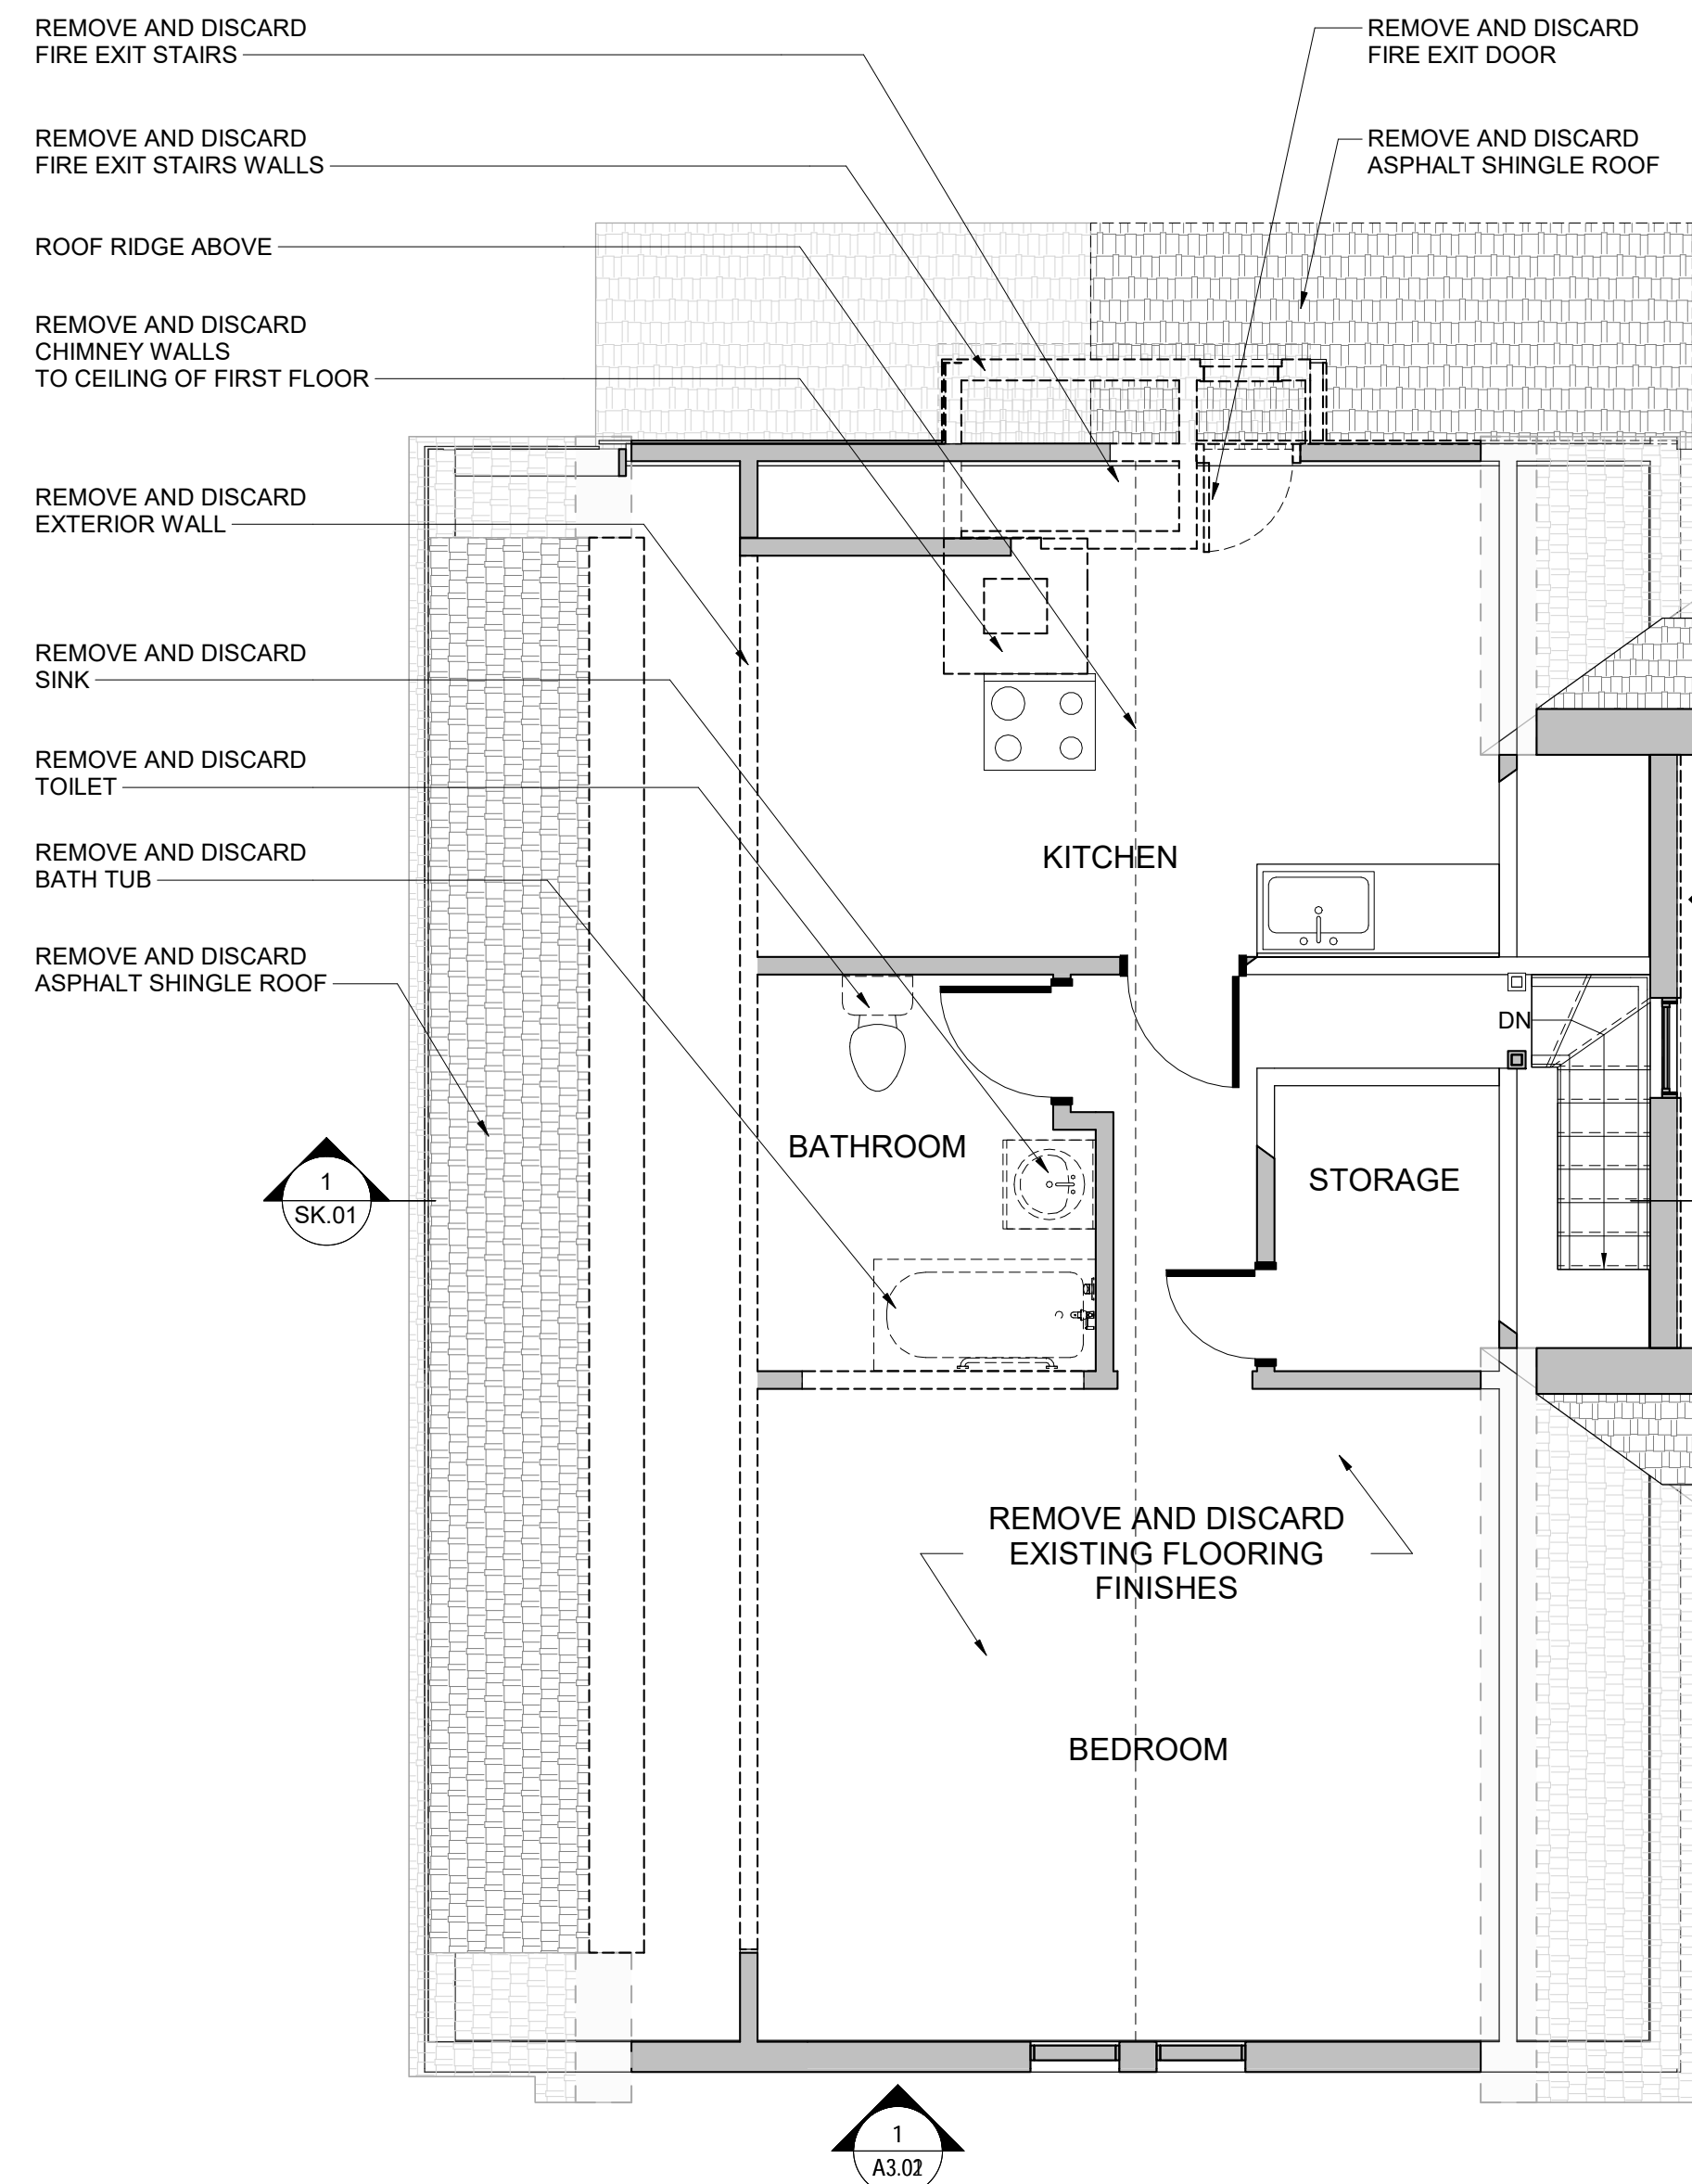 REMOVE AND DISCARD
FIRE EXIT STAIRS
REMOVE AND DISCARD
FIRE EXIT DOOR
REMOVE AND DISCARD
FIRE EXIT STAIRS WALLS
REMOVE AND DISCARD
ASPHALT SHINGLE ROOF
ROOF RIDGE ABOVE
REMOVE AND DISCARD
CHIMNEY WALLS
TO CEILING OF FIRST FLOOR
REMOVE AND DISCARD
EXTERIOR WALL
REMOVE AND DISCARD
SINK
REMOVE AND DISCARD
TOILET
REMOVE AND DISCARD
BATH TUB
REMOVE AND DISCARD
ASPHALT SHINGLE ROOF
KITCHEN
DN
BATHROOM
STORAGE
1
SK.01
REMOVE AND DISCARD
EXISTING FLOORING
FINISHES
BEDROOM
1